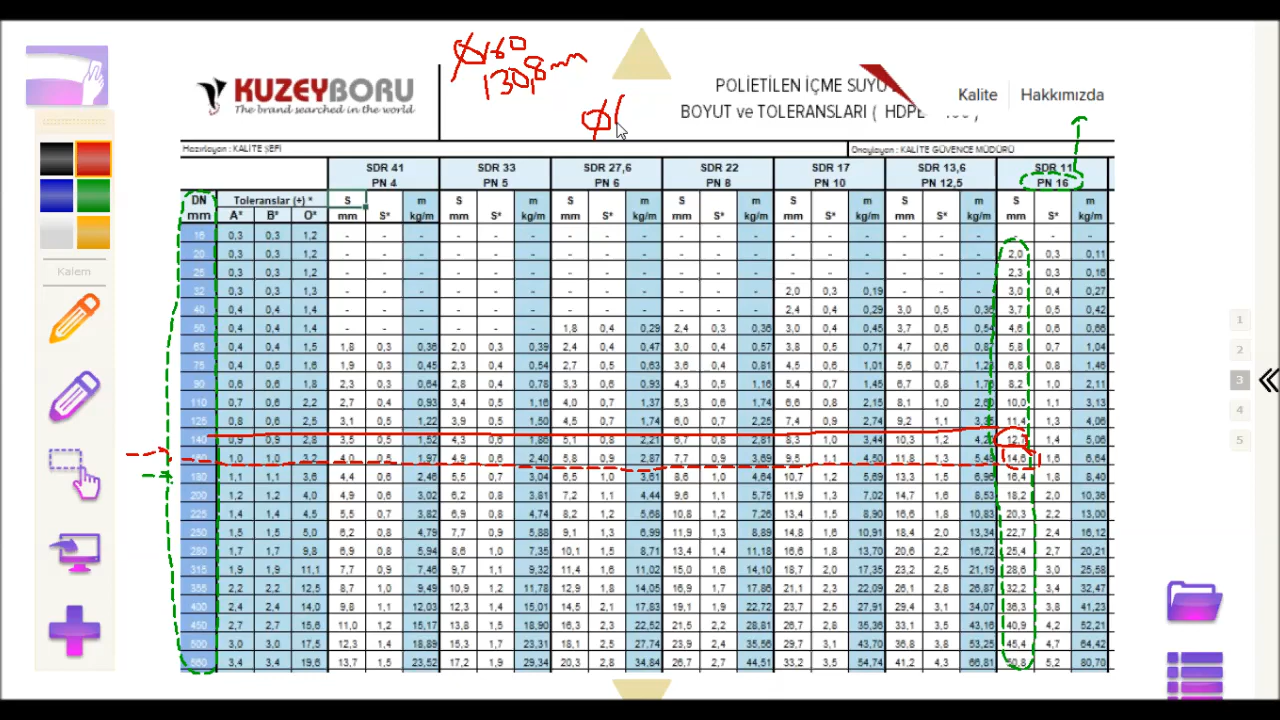 Ø160
130,8 mm
Ø1
KUZEYBORU
The brand searched in the world
POLİETİLEN İÇME SUYU
BOYUT ve TOLERANSLARI ( HDPE
Kalite Hakkımızda
Hazırlayan : KALİTE ŞEFİ Onaylayan : KALİTE GÜVENCE MÜDÜRÜ
SDR 41 SDR 33 SDR 27,6 SDR 22 SDR 17 SDR 13,6 SDR 11
PN 4 PN 5 PN 6 PN 8 PN 10 PN 12,5 PN 16
DN Toleranslar (+) * S m S m S m S m S m S m S m
mm A* B* O* mm S* kg/m mm S* kg/m mm S* kg/m mm S* kg/m mm S* kg/m mm S* kg/m mm S* kg/m
16 0,3 0,3 1,2 - - - - - - - - - - - - - - - - - - - - -
20 0,3 0,3 1,2 - - - - - - - - - - - - - - - - - - 2,0 0,3 0,11
25 0,3 0,3 1,2 - - - - - - - - - - - - - - - - - - 2,3 0,3 0,16
32 0,3 0,3 1,3 - - - - - - - - - - - - 2,0 0,3 0,19 - - - 3,0 0,4 0,27
40 0,4 0,4 1,4 - - - - - - - - - - - - 2,4 0,3 0,29 3,0 0,5 0,36 3,7 0,5 0,42
50 0,4 0,4 1,4 - - - - - - 1,8 0,4 0,29 2,4 0,3 0,36 3,0 0,4 0,45 3,7 0,5 0,54 4,6 0,6 0,66
63 0,4 0,4 1,5 1,8 0,3 0,36 2,0 0,3 0,39 2,4 0,4 0,47 3,0 0,4 0,57 3,8 0,5 0,71 4,7 0,6 5,8 0,7 1,04
75 0,4 0,5 1,6 1,9 0,3 0,45 2,3 0,4 0,54 2,7 0,5 0,63 3,6 0,4 0,81 4,5 0,6 1,01 5,6 0,7 6,8 0,8 1,46
90 0,6 0,6 1,8 2,3 0,3 0,64 2,8 0,4 0,78 3,3 0,6 0,93 4,3 0,5 1,16 5,4 0,7 1,45 6,7 0,8 8,2 1,0 2,11
110 0,7 0,6 2,2 2,7 0,4 0,93 3,4 0,5 1,16 4,0 0,7 1,37 5,3 0,6 1,74 6,6 0,8 2,15 8,1 1,0 10,0 1,1 3,13
125 0,8 0,6 2,5 3,1 0,5 1,22 3,9 0,5 1,50 4,5 0,7 1,74 6,0 0,7 2,25 7,4 0,9 2,74 9,2 1,1 11,4 1,3 4,06
140 0,9 0,9 2,8 3,5 0,5 1,52 4,3 0,6 1,86 5,1 0,8 2,21 6,7 0,8 2,81 8,3 1,0 3,44 10,3 1,2 4,20 12,7 1,4 5,06
160 1,0 1,0 4,0 0,5 1,97 4,9 0,6 2,40 5,8 0,9 2,87 7,7 0,9 3,69 9,5 1,1 4,50 11,8 1,3 5,48 14,6 1,6 6,64
180 1,1 1,1 3,6 4,4 0,6 2,46 5,5 0,7 3,04 6,5 1,0 3,61 8,6 1,0 4,64 10,7 1,2 5,69 13,3 1,5 6,96 16,4 1,8 8,40
200 1,2 1,2 4,0 4,9 0,6 3,02 6,2 0,8 3,81 7,2 1,1 4,44 9,6 1,1 5,75 11,9 1,3 7,02 14,7 1,6 8,53 18,2 2,0 10,36
225 1,4 1,4 4,5 5,5 0,7 3,82 6,9 0,8 4,74 8,2 1,2 5,68 10,8 1,2 7,26 13,4 1,5 8,90 16,6 1,8 10,83 20,3 2,2 13,00
250 1,5 1,5 5,0 6,2 0,8 4,79 7,7 0,9 5,88 9,1 1,3 6,99 11,9 1,3 8,89 14,8 1,6 10,91 18,4 2,0 13,34 22,7 2,4 16,12
280 1,7 1,7 9,8 6,9 0,8 5,94 8,6 1,0 7,35 10,1 1,5 8,71 13,4 1,4 11,18 16,6 1,8 13,70 20,6 2,2 16,72 25,4 2,7 20,21
315 1,9 1,9 11,1 7,7 0,9 7,46 9,7 1,1 9,32 11,4 1,6 11,02 15,0 1,6 14,10 18,7 2,0 17,35 23,2 2,5 21,19 28,6 3,0 25,58
355 2,2 2,2 12,5 8,7 1,0 9,49 10,9 1,2 11,78 12,9 1,8 14,05 16,9 1,7 17,86 21,1 2,3 22,09 26,1 2,8 26,87 32,2 3,4 32,47
400 2,4 2,4 14,0 9,8 1,1 12,03 12,3 1,4 15,01 14,5 2,1 17,83 19,1 1,9 22,72 23,7 2,5 27,91 29,4 3,1 34,07 36,3 3,8 41,23
450 2,7 2,7 15,6 11,0 1,2 15,17 13,8 1,5 18,90 16,3 2,3 22,52 21,5 2,2 28,81 26,7 2,8 35,36 33,1 3,5 43,16 40,9 4,2 52,21
500 3,0 3,0 17,5 12,3 1,4 18,89 15,3 1,7 23,31 18,1 2,5 27,74 23,9 2,4 35,56 29,7 3,1 43,70 36,8 3,8 53,25 45,4 4,7 64,42
560 3,4 3,4 19,6 13,7 1,5 23,52 17,2 1,9 29,34 20,3 2,8 34,84 26,7 2,7 44,51 33,2 3,5 54,74 41,2 4,3 66,81 50,8 5,2 80,70
Kalem
1
2
3
4
5